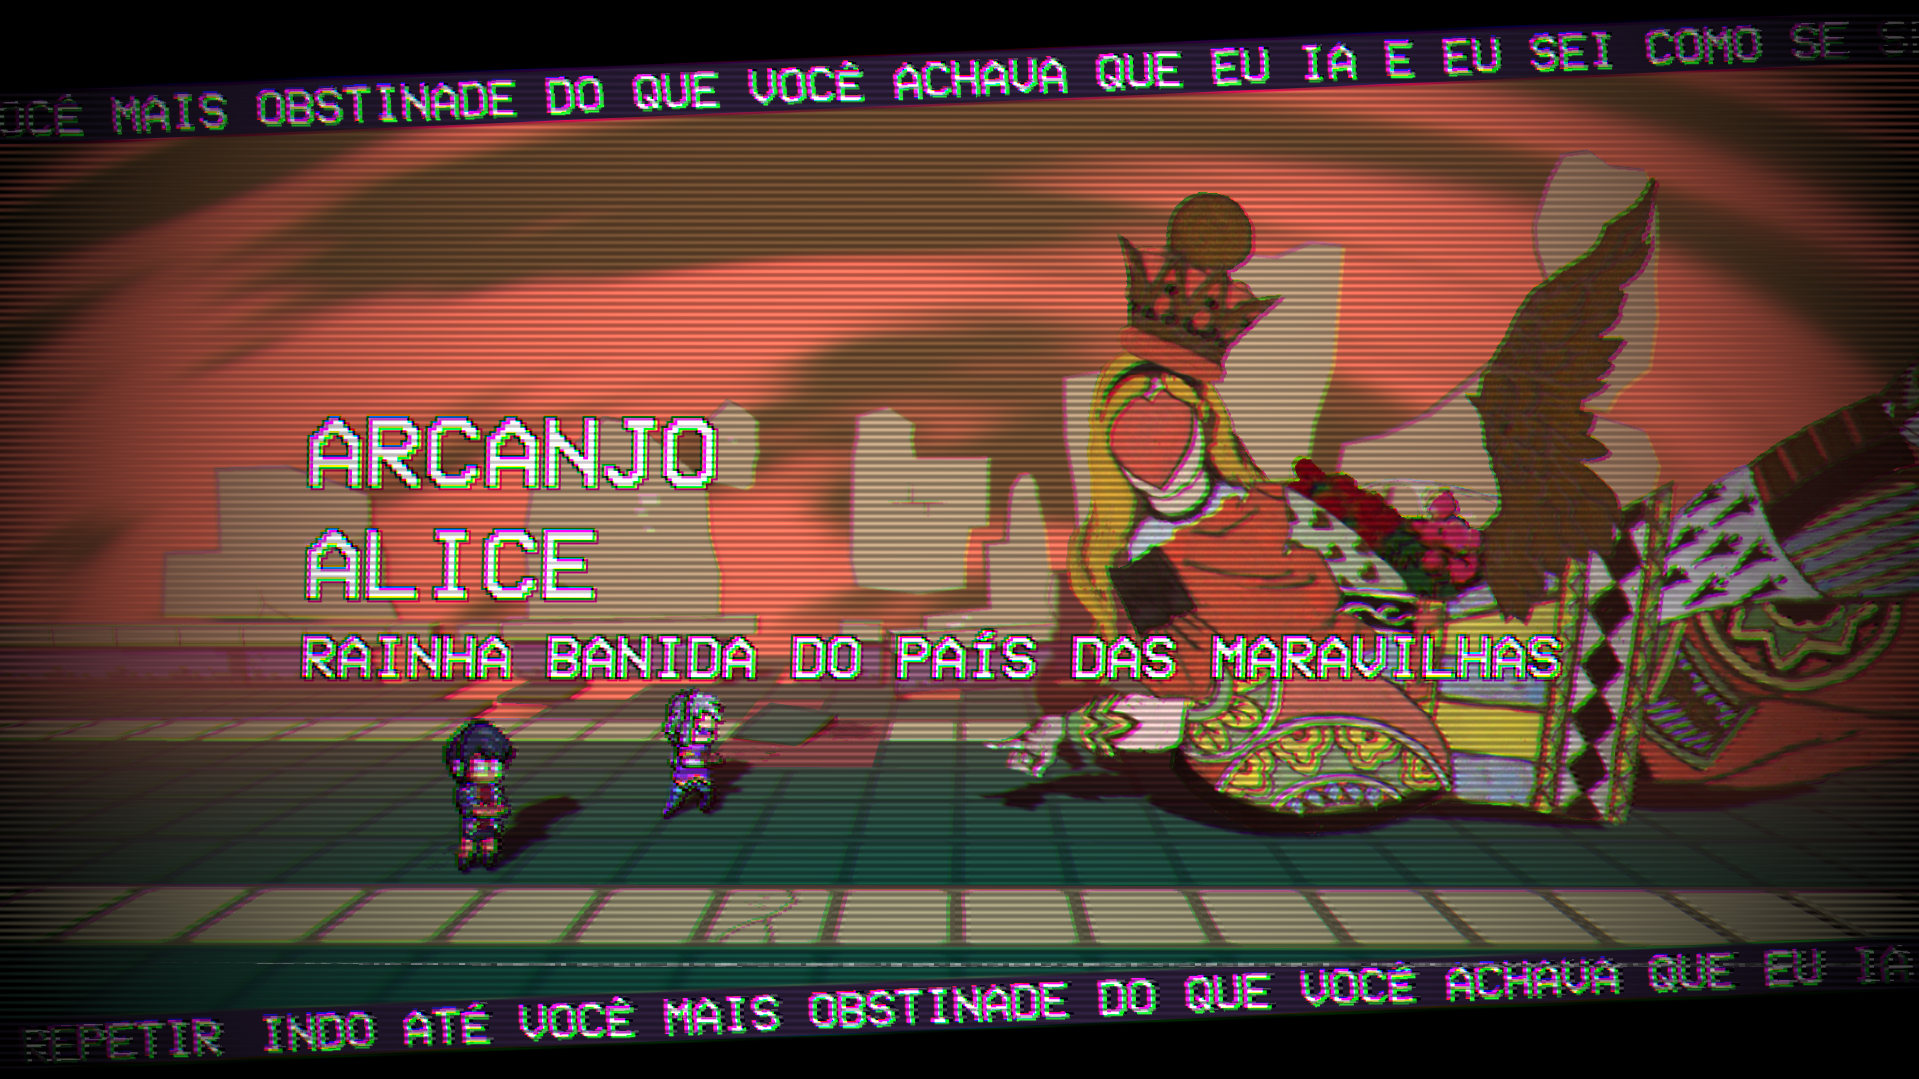 MAIS OBSTINADE DO QUE VOCÊ ACHAVA QUE EU IA E EU SEI COMO SE
ARCANJO
ALICE
RAINHA BANIDA DO PAÍS DAS MARAVILHAS
REPETIR INDO ATÉ VOCÊ MAIS OBSTINADE DO QUE VOCÊ ACHAVA QUE EU IA